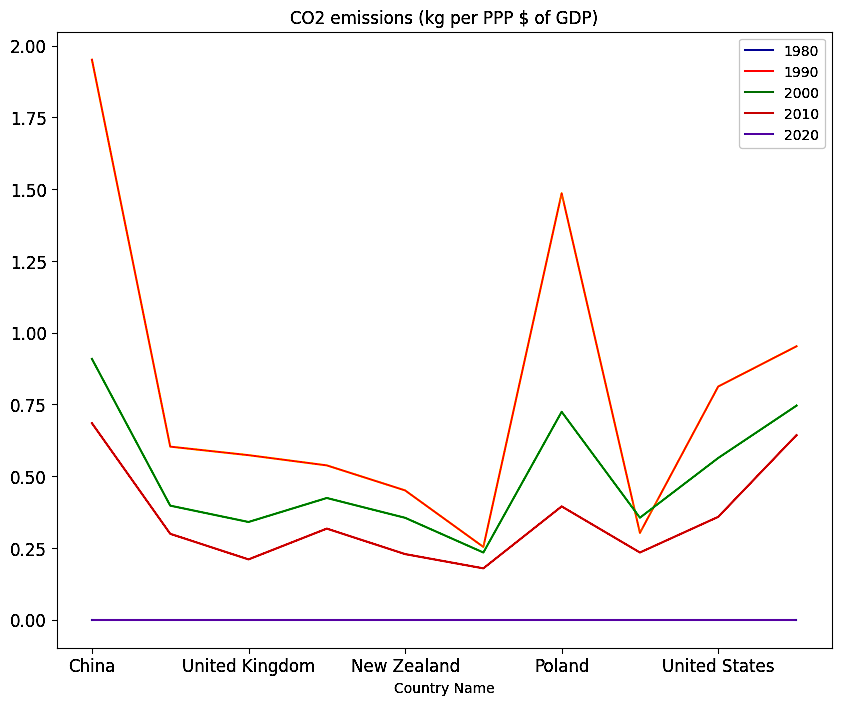 CO2 emissions (kg per PPP $ of GDP)
2.00
1.75
1.50
1.25
1.00
0.75
0.50
0.25
0.00
1980
1990
2000
2010
2020
China
United Kingdom
New Zealand
Poland
United States
Country Name